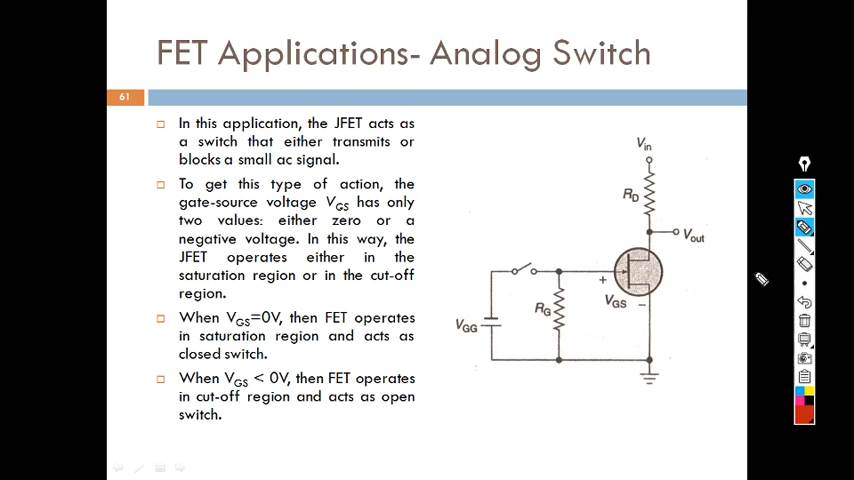 FET Applications- Analog Switch
61
In this application, the JFET acts as
a switch that either transmits or
blocks a small ac signal.
To get this type of action, the
gate-source voltage VGS has only
two values: either zero or a
negative voltage. In this way, the
JFET operates either in the
saturation region or in the cut-off
region.
When VGS=0V, then FET operates
in saturation region and acts as
closed switch.
When VGS < 0V, then FET operates
in cut-off region and acts as open
switch.
Vin
RD
Vout
+
VGS −
RG
VGG